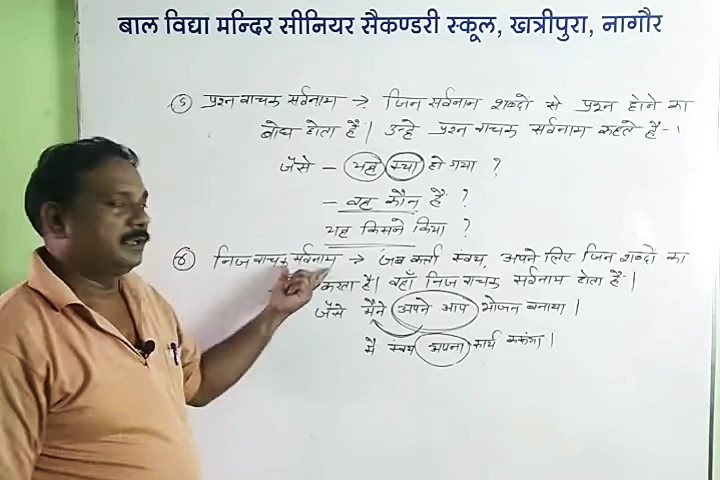 बाल विद्या मन्दिर सीनियर सैकण्डरी स्कूल, खत्रीपुरा, नागौर
⑤ प्रश्न वाचक सर्वनाम → जिन सर्वनाम शब्दों से प्रश्न होने का
बोध होता है। उन्हे प्रश्न वाचक सर्वनाम कहते है -
जैसे – यह क्या हो गया ?
– वह कौन है ?
यह किसने किया ?
⑥ निज वाचक सर्वनाम → जब कर्त्ता स्वयं, अपने लिए जिन शब्दों का
करता है। वहाँ निज वाचक सर्वनाम होता है।
जैसे मैने अपने आप भोजन बनाया।
मैं स्वयं अपना कार्य करूंगा।